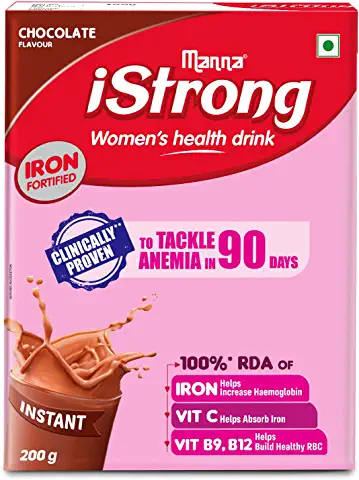 CHOCOLATE
FLAVOUR
manna®
iStrong
Women's health drink
IRON
FORTIFIED
CLINICALLY**
PROVEN
TO TACKLE
ANEMIA IN 90 DAYS
100%* RDA OF
IRON Helps
Increase Haemoglobin
VIT C Helps Absorb Iron
VIT B9, B12 Helps
Build Healthy RBC
INSTANT
200 g